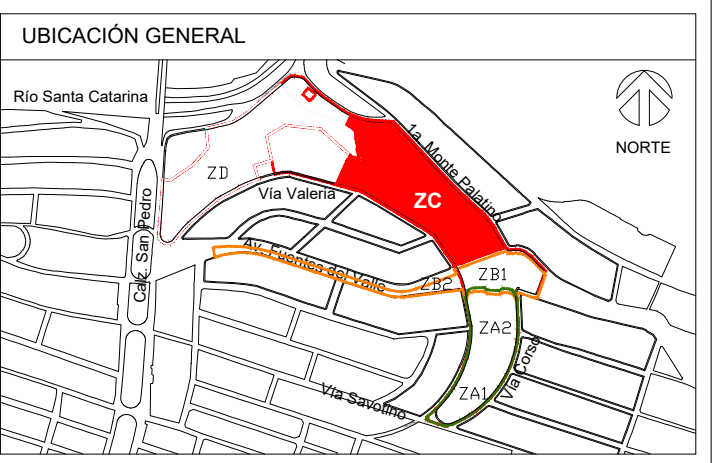 UBICACIÓN GENERAL
Río Santa Catarina
NORTE
1a. Monte Palatino
ZD
Vía Valeria
ZC
Calz. San Pedro
Av. Fuentes del Valle
ZB2
ZB1
ZA2
Vía Corso
ZA1
Vía Savotino